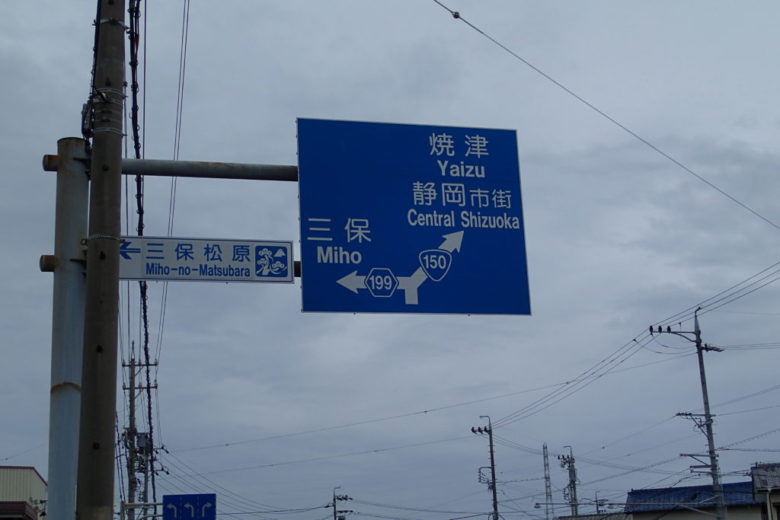 焼津
Yaizu
静岡市街
Central Shizuoka
三保
Miho
150
199
三保松原
Miho-no-Matsubara